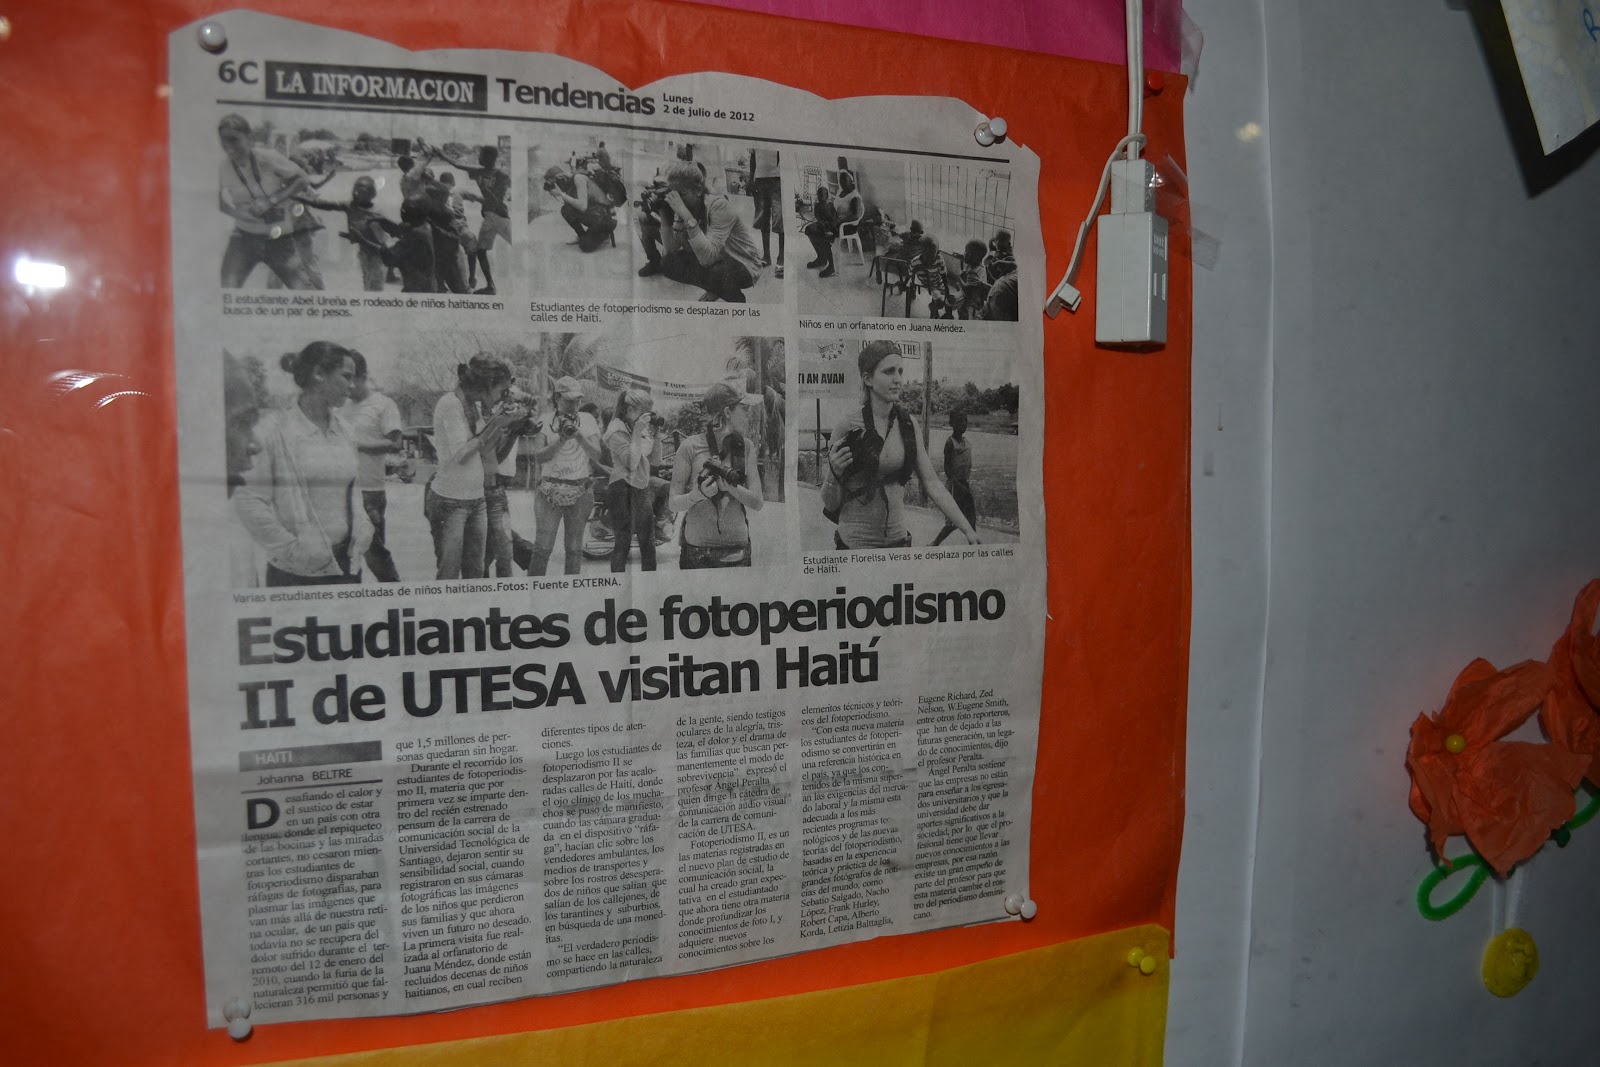 6C LA INFORMACION Tendencias Lunes
2 de julio de 2012
El estudiante Abel Ureña es rodeado de niños haitianos en
busca de un par de pesos.
Estudiantes de fotoperiodismo se desplazan por las
calles de Haití.
Niños en un orfanatorio en Juana Méndez.
TI AN AVAN
Varias estudiantes escoltadas de niños haitianos.Fotos: Fuente EXTERNA.
Estudiante Florelisa Veras se desplaza por las calles
de Haití.
Estudiantes de fotoperiodismo
II de UTESA visitan Haití
HAITI
Johanna BELTRE
Desafiando el calor y
el sustico de estar
en un país con otra
lengua, donde el repiqueteo
de las bocinas y las miradas
cortantes, no cesaron mien-
tras los estudiantes de
fotoperiodismo disparaban
ráfagas de fotografías, para
plasmar las imágenes que
van más allá de nuestra reti-
na ocular, de un país que
todavía no se recupera del
dolor sufrido durante el ter-
remoto del 12 de enero del
2010, cuando la furia de la
naturaleza permitió que fal-
lecieran 316 mil personas y
que 1,5 millones de per-
sonas quedaran sin hogar.
Durante el recorrido los
estudiantes de fotoperiodis-
mo II, materia que por
primera vez se imparte den-
tro del recién estrenado
pensum de la carrera de
comunicación social de la
Universidad Tecnológica de
Santiago, dejaron sentir su
sensibilidad social, cuando
registraron en sus cámaras
fotográficas las imágenes
de los niños que perdieron
sus familias y que ahora
viven un futuro no deseado.
La primera visita fue real-
izada al orfanatorio de
Juana Méndez, donde están
recluidos decenas de niños
haitianos, en cual reciben
diferentes tipos de aten-
ciones.
Luego los estudiantes de
fotoperiodismo II se
desplazaron por las acalo-
radas calles de Haití, donde
el ojo clínico de los mucha-
chos se puso de manifiesto,
cuando las cámara gradua-
da en el dispositivo "ráfa-
ga", hacían clic sobre los
vendedores ambulantes, los
medios de transportes y
sobre los rostros desespera-
dos de niños que salían que
salían de los callejones, de
los tarantines y suburbios,
en búsqueda de una moned-
itas.
"El verdadero periodis-
mo se hace en las calles,
compartiendo la naturaleza
de la gente, siendo testigos
oculares de la alegría, tris-
teza, el dolor y el drama de
las familias que buscan per-
manentemente el modo de
sobrevivencia" expresó el
profesor Angel Peralta,
quien dirige la cátedra de
comunicación audio visual
de la carrera de comuni-
cación de UTESA.
Fotoperiodismo II, es un
las materias registradas en
el nuevo plan de estudio de
comunicación social, la
cual ha creado gran expec-
tativa en el estudiantado
que ahora tiene otra materia
donde profundizar los
conocimientos de foto I, y
adquiere nuevos
conocimientos sobre los
elementos técnicos y teóri-
cos del fotoperiodismo.
"Con esta nueva materia
los estudiantes de fotoperi-
odismo se convertirán en
una referencia histórica en
el país, ya que los con-
tenidos de la misma super-
an las exigencias del merca-
do laboral y la misma esta
adecuada a los más
recientes programas tec-
nológicos y de las nuevas
teorías del fotoperiodismo,
basadas en la experiencia
teórica y práctica de los
grandes fotógrafos de noti-
cias del mundo, como
Sebatio Salgado, Nacho
López, Frank Hurley,
Robert Capa, Alberto
Korda, Letizia Balttaglia,
Eugene Richard, Zed
Nelson, W.Eugene Smith,
entre otros foto reporteros,
que han de dejado a las
futuras generación, un lega-
do de conocimientos, dijo
el profesor Peralta.
Angel Peralta sostiene
que las empresas no están
para enseñar a los egresa-
dos universitarios y que la
universidad debe dar
aportes significativos a la
sociedad, por lo que el pro-
fesional tiene que llevar
nuevos conocimientos a las
empresas, por esa razón
existe un gran empeño de
parte del profesor para que
esta materia cambie el ros-
tro del periodismo domini-
cano.